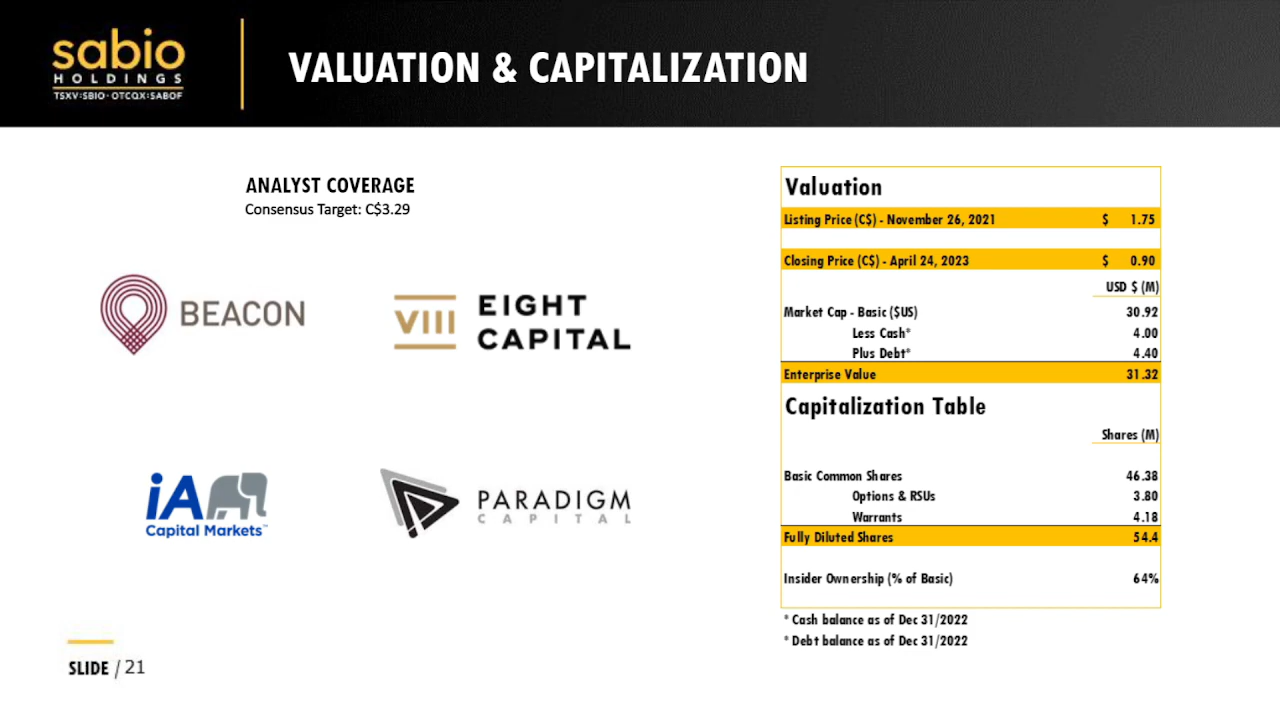 sabio
HOLDINGS
TSXV:SBIO · OTCQX:SABOF
VALUATION & CAPITALIZATION
ANALYST COVERAGE
Consensus Target: C$3.29
BEACON
VIII EIGHT
CAPITAL
iA
Capital Markets™
PARADIGM
CAPITAL
Valuation
Listing Price (C$) - November 26, 2021 $ 1.75
Closing Price (C$) - April 24, 2023 $ 0.90
USD $ (M)
Market Cap - Basic ($US) 30.92
Less Cash* 4.00
Plus Debt* 4.40
Enterprise Value 31.32
Capitalization Table
Shares (M)
Basic Common Shares 46.38
Options & RSUs 3.80
Warrants 4.18
Fully Diluted Shares 54.4
Insider Ownership (% of Basic) 64%
* Cash balance as of Dec 31/2022
* Debt balance as of Dec 31/2022
SLIDE / 21